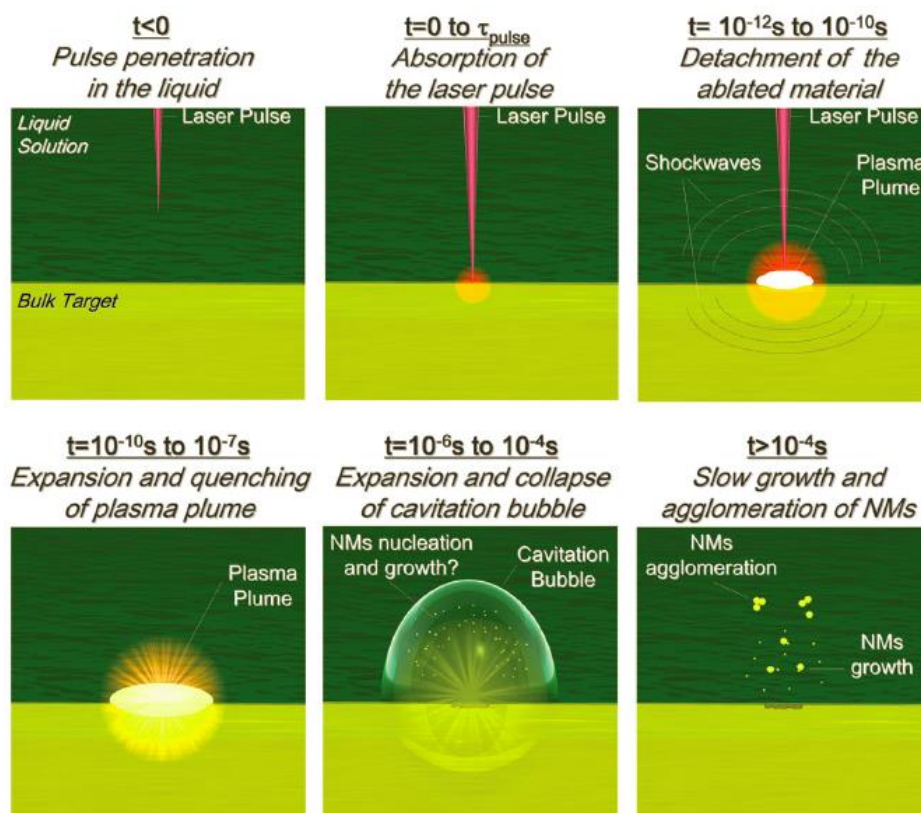 t<0
Pulse penetration
in the liquid
Liquid
Solution
Laser Pulse
Bulk Target
t=0 to τpulse
Absorption of
the laser pulse
Laser Pulse
t= 10⁻¹²s to 10⁻¹⁰s
Detachment of the
ablated material
Laser Pulse
Shockwaves
Plasma
Plume
t=10⁻¹⁰s to 10⁻⁷s
Expansion and quenching
of plasma plume
Plasma
Plume
t=10⁻⁶s to 10⁻⁴s
Expansion and collapse
of cavitation bubble
NMs nucleation
and growth?
Cavitation
Bubble
t>10⁻⁴s
Slow growth and
agglomeration of NMs
NMs
agglomeration
NMs
growth